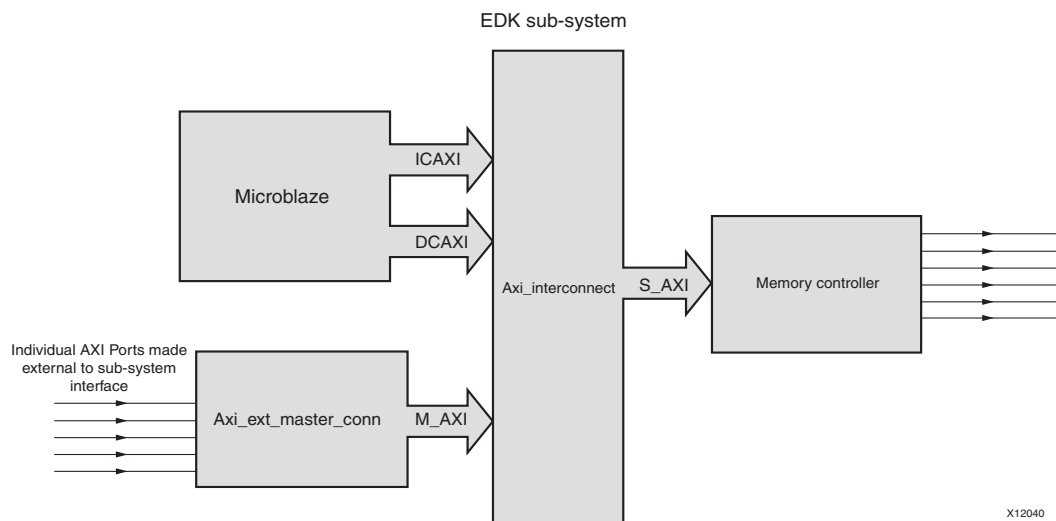 EDK sub-system
ICAXI
Microblaze
DCAXI
Axi_interconnect
S_AXI
Memory controller
Individual AXI Ports made
external to sub-system
interface
Axi_ext_master_conn
M_AXI
X12040